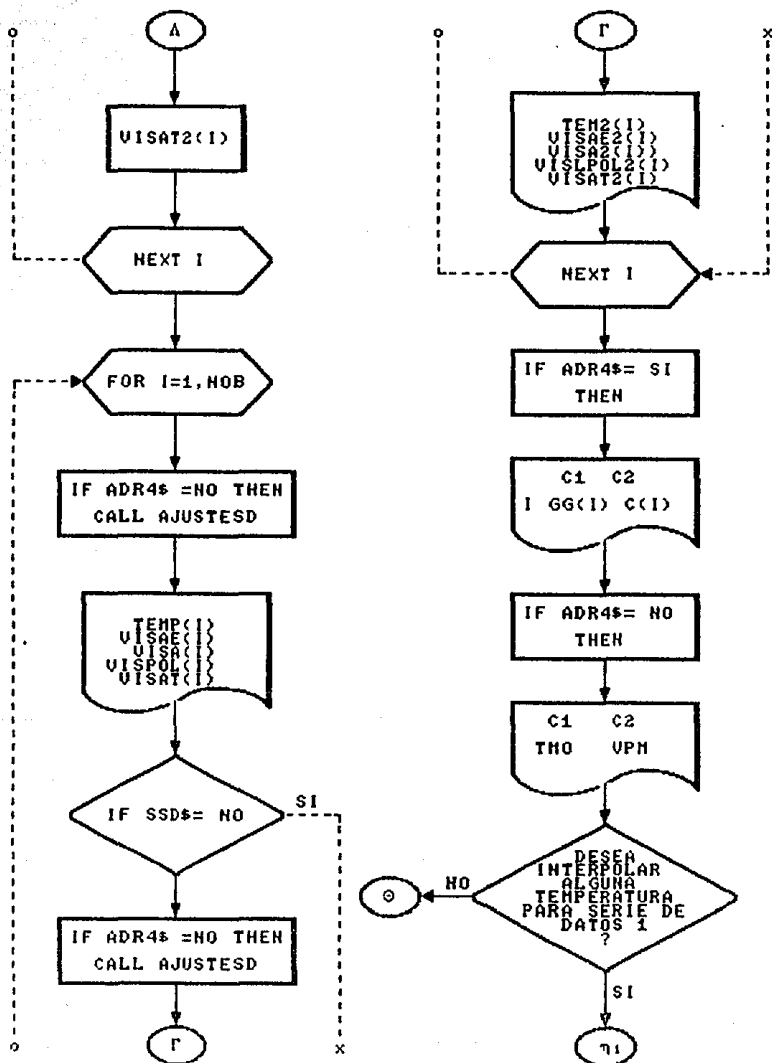 Λ
VISAT2(I)
NEXT I
FOR I=1,NOB
IF ADR4$ =NO THEN
CALL AJUSTESD
TEMP(I)
VISAE(I)
VISA(I)
VISPOL(I)
VISAT(I)
IF SSD$= NO
SI
IF ADR4$ =NO THEN
CALL AJUSTESD
Γ
o
x
o
o
x
Γ
TEM2(I)
VISAE2(I)
VISA2(I))
VISLPOL2(I)
VISAT2(I)
NEXT I
IF ADR4$= SI
THEN
C1 C2
I GG(I) C(I)
IF ADR4$= NO
THEN
C1 C2
TMO VPM
DESEA
INTERPOLAR
ALGUNA
TEMPERATURA
PARA SERIE DE
DATOS 1
?
NO
Θ
SI
η1